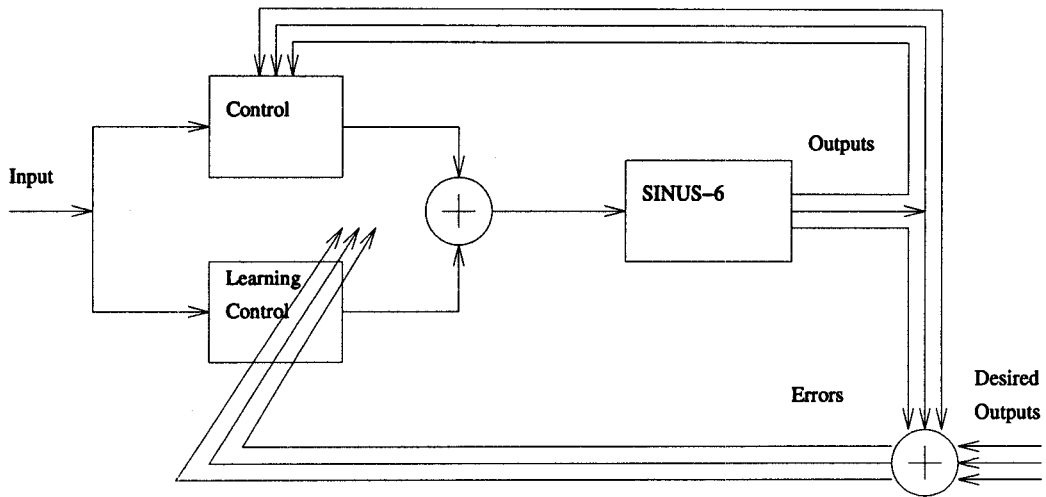 Control
Outputs
Input
SINUS-6
Learning
Control
Errors
Desired
Outputs